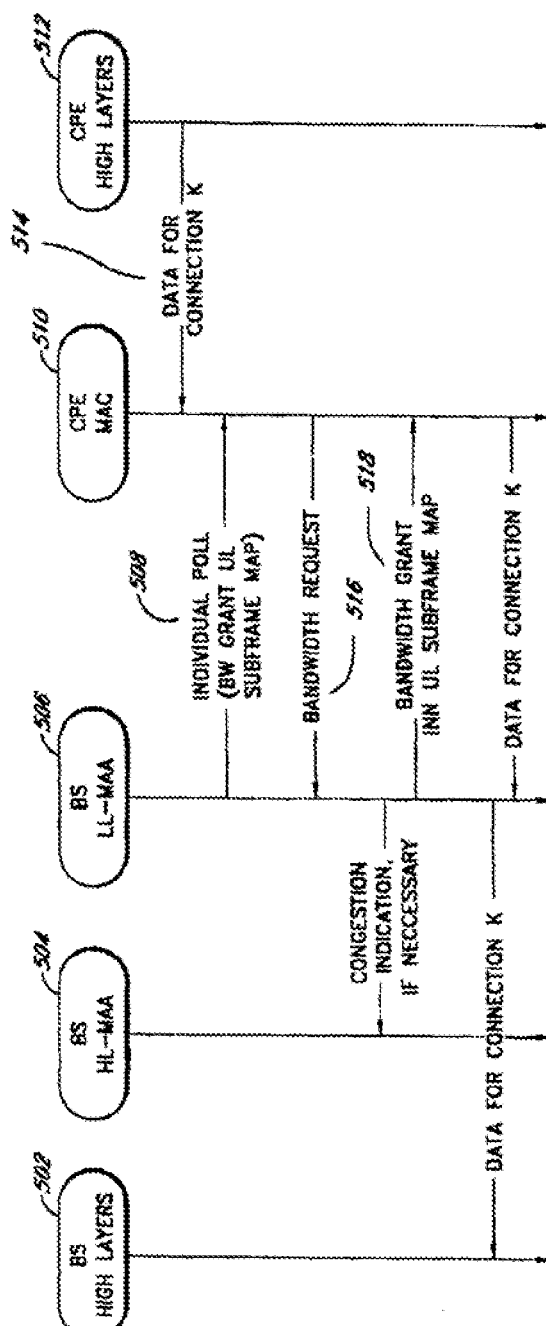 502
BS
HIGH LAYERS
504
BS
HL-MAA
506
BS
LL-MAA
510
CPE
MAC
512
CPE
HIGH LAYERS
514
DATA FOR
CONNECTION K
508
INDIVIDUAL POLL
(BW GRANT UL
SUBFRAME MAP)
BANDWIDTH REQUEST
516
CONGESTION
INDICATION,
IF NECCESSARY
518
BANDWIDTH GRANT
INN UL SUBFRAME MAP
DATA FOR CONNECTION K
DATA FOR CONNECTION K